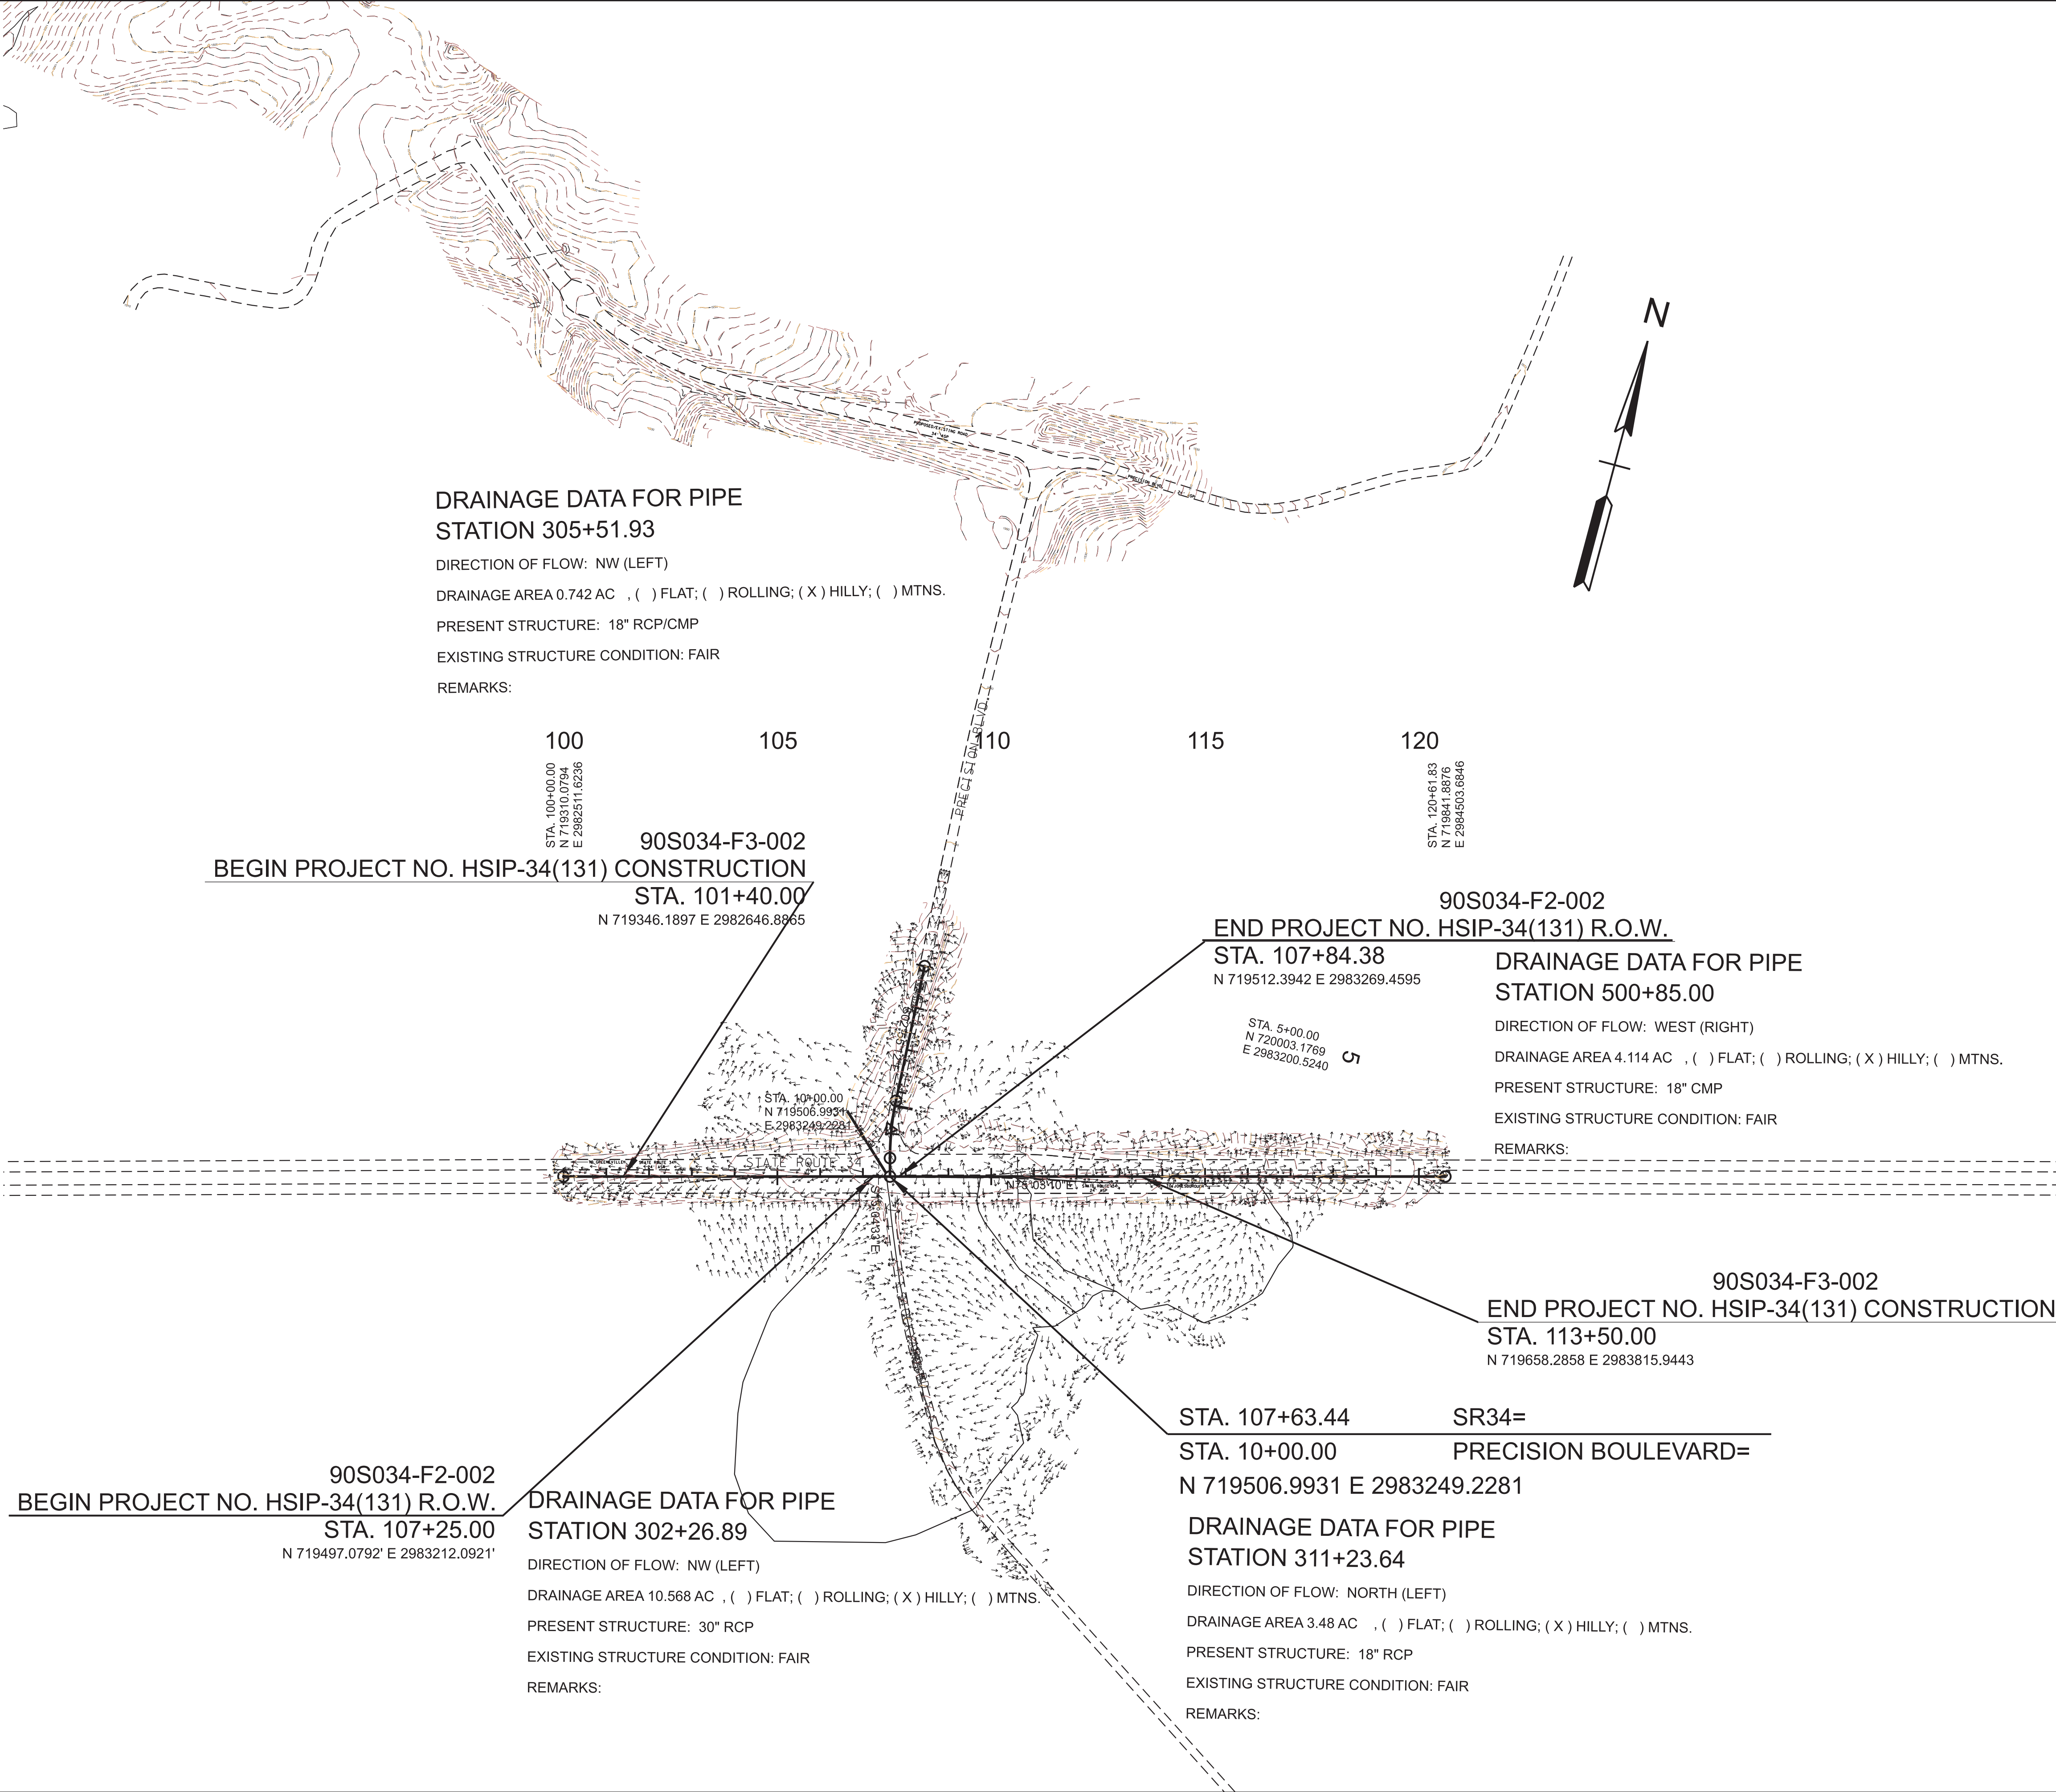 N
PROPOSED/EXISTING ROAD
24' ASP
PRECISION BLVD
DRAINAGE DATA FOR PIPE
STATION 305+51.93
DIRECTION OF FLOW: NW (LEFT)
DRAINAGE AREA 0.742 AC , ( ) FLAT; ( ) ROLLING; ( X ) HILLY; ( ) MTNS.
PRESENT STRUCTURE: 18" RCP/CMP
EXISTING STRUCTURE CONDITION: FAIR
REMARKS:
PRECISION BLVD.
100 105 110 115 120
STA. 100+00.00
N 719310.0794
E 2982511.6236
STA. 120+61.83
N 719841.8876
E 2984503.6846
90S034-F3-002
BEGIN PROJECT NO. HSIP-34(131) CONSTRUCTION
STA. 101+40.00
N 719346.1897 E 2982646.8865
90S034-F2-002
END PROJECT NO. HSIP-34(131) R.O.W.
STA. 107+84.38
N 719512.3942 E 2983269.4595
DRAINAGE DATA FOR PIPE
STATION 500+85.00
DIRECTION OF FLOW: WEST (RIGHT)
DRAINAGE AREA 4.114 AC , ( ) FLAT; ( ) ROLLING; ( X ) HILLY; ( ) MTNS.
PRESENT STRUCTURE: 18" CMP
EXISTING STRUCTURE CONDITION: FAIR
REMARKS:
STA. 5+00.00
N 720003.1769
E 2983200.5240
5
STA. 10+00.00
N 719506.9931
E 2983249.2281
STATE ROUTE 34
N75°03'10"E
90S034-F3-002
END PROJECT NO. HSIP-34(131) CONSTRUCTION
STA. 113+50.00
N 719658.2858 E 2983815.9443
STA. 107+63.44 SR34=
STA. 10+00.00 PRECISION BOULEVARD=
N 719506.9931 E 2983249.2281
90S034-F2-002
BEGIN PROJECT NO. HSIP-34(131) R.O.W.
STA. 107+25.00
N 719497.0792' E 2983212.0921'
DRAINAGE DATA FOR PIPE
STATION 302+26.89
DIRECTION OF FLOW: NW (LEFT)
DRAINAGE AREA 10.568 AC , ( ) FLAT; ( ) ROLLING; ( X ) HILLY; ( ) MTNS.
PRESENT STRUCTURE: 30" RCP
EXISTING STRUCTURE CONDITION: FAIR
REMARKS:
DRAINAGE DATA FOR PIPE
STATION 311+23.64
DIRECTION OF FLOW: NORTH (LEFT)
DRAINAGE AREA 3.48 AC , ( ) FLAT; ( ) ROLLING; ( X ) HILLY; ( ) MTNS.
PRESENT STRUCTURE: 18" RCP
EXISTING STRUCTURE CONDITION: FAIR
REMARKS: